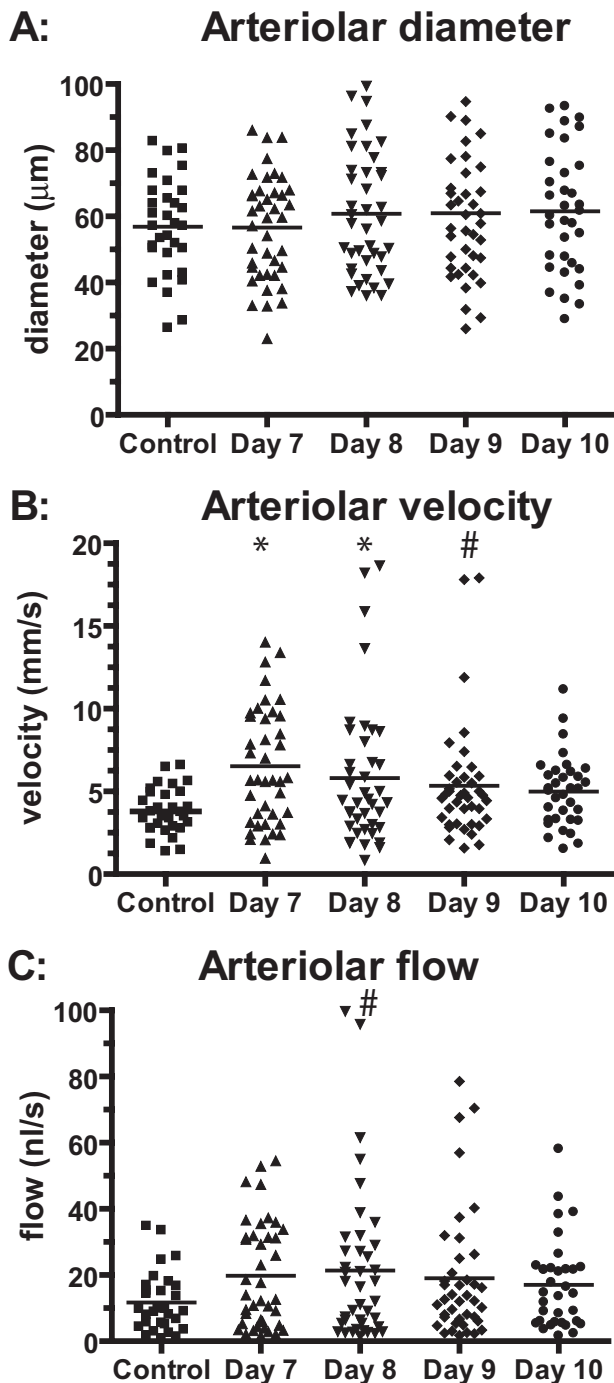 A: Arteriolar diameter
100
80
60
40
20
0
diameter (μm)
Control Day 7 Day 8 Day 9 Day 10
B: Arteriolar velocity
* * #
20
15
10
5
0
velocity (mm/s)
Control Day 7 Day 8 Day 9 Day 10
C: Arteriolar flow
#
100
80
60
40
20
0
flow (nl/s)
Control Day 7 Day 8 Day 9 Day 10